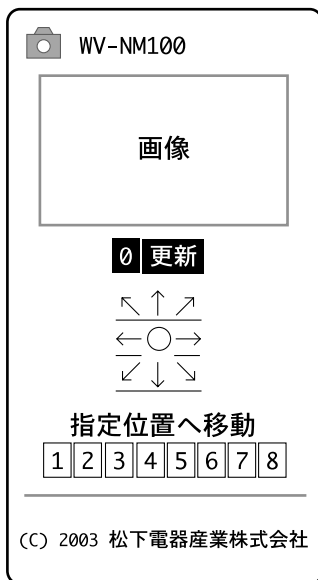 WV-NM100
画像
0 更新
↖ ↑ ↗
← ○ →
↙ ↓ ↘
指定位置へ移動
1 2 3 4 5 6 7 8
(C) 2003 松下電器産業株式会社